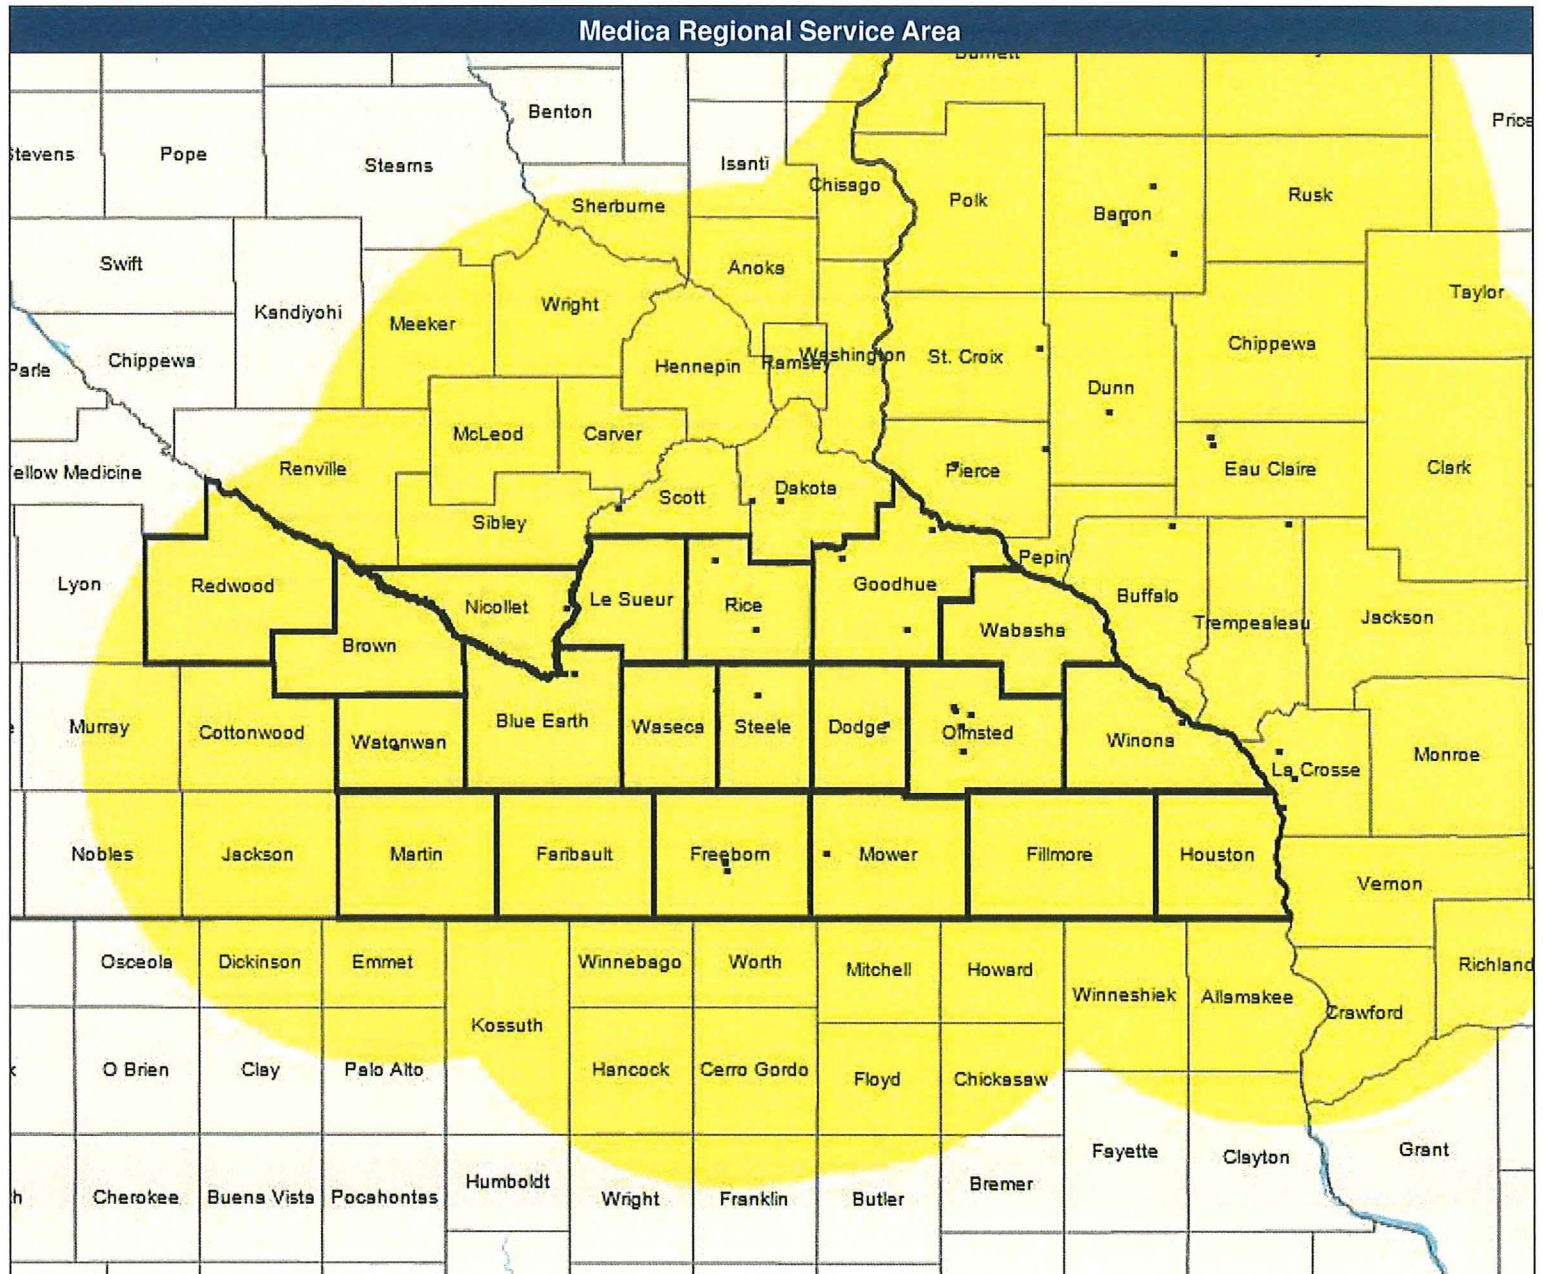 Medica Regional Service Area
Burnett
Benton
Price
Stevens
Pope
Stearns
Isanti
Chisago
Polk
Barron
Rusk
Sherburne
Swift
Anoka
Kandiyohi
Meeker
Wright
Taylor
Chippewa
Parle
Hennepin
Ramsey
Washington
St. Croix
Chippewa
Dunn
McLeod
Carver
Renville
ellow Medicine
Scott
Dakota
Pierce
Eau Claire
Clark
Sibley
Pepin
Lyon
Redwood
Nicollet
Le Sueur
Rice
Goodhue
Buffalo
Trempealeau
Jackson
Brown
Wabasha
Murray
Cottonwood
Watonwan
Blue Earth
Waseca
Steele
Dodge
Olmsted
Winona
La Crosse
Monroe
Nobles
Jackson
Martin
Faribault
Freeborn
Mower
Fillmore
Houston
Vernon
Osceola
Dickinson
Emmet
Winnebago
Worth
Mitchell
Howard
Richland
Winneshiek
Allamakee
Crawford
Kossuth
O Brien
Clay
Palo Alto
Hancock
Cerro Gordo
Floyd
Chickasaw
Fayette
Clayton
Grant
Cherokee
Buena Vista
Pocahontas
Humboldt
Wright
Franklin
Butler
Bremer